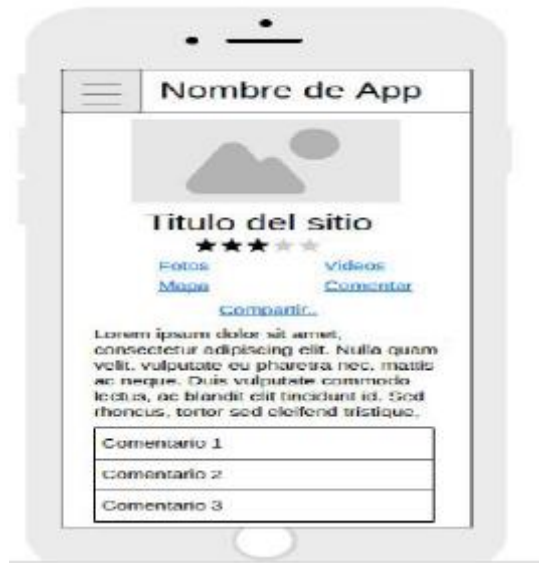 Nombre de App
Titulo del sitio
Fotos Videos
Mapa Comentar
Compartir..
Lorem ipsum dolor sit amet,
consectetur adipiscing elit. Nulla quam
velit, vulputate eu pharetra nec, mattis
ac neque. Duis vulputate commodo
lectus, ac blandit elit tincidunt id. Sed
rhoncus, tortor sed eleifend tristique,
Comentario 1
Comentario 2
Comentario 3